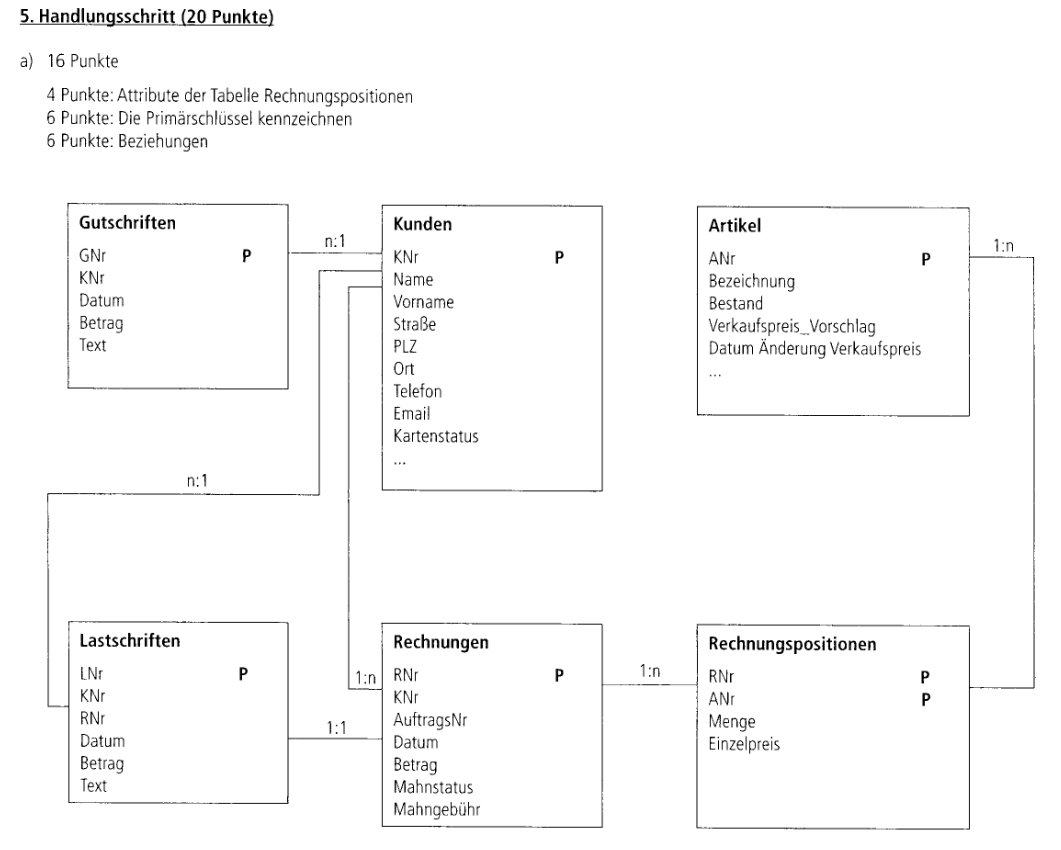 5. Handlungsschritt (20 Punkte)
a) 16 Punkte
4 Punkte: Attribute der Tabelle Rechnungspositionen
6 Punkte: Die Primärschlüssel kennzeichnen
6 Punkte: Beziehungen
Gutschriften
GNr P
KNr
Datum
Betrag
Text
n:1
Kunden
KNr P
Name
Vorname
Straße
PLZ
Ort
Telefon
Email
Kartenstatus
...
Artikel
ANr P
Bezeichnung
Bestand
Verkaufspreis_Vorschlag
Datum Änderung Verkaufspreis
...
1:n
n:1
Lastschriften
LNr P
KNr
RNr
Datum
Betrag
Text
1:n
1:1
Rechnungen
RNr P
KNr
AuftragsNr
Datum
Betrag
Mahnstatus
Mahngebühr
1:n
Rechnungspositionen
RNr P
ANr P
Menge
Einzelpreis